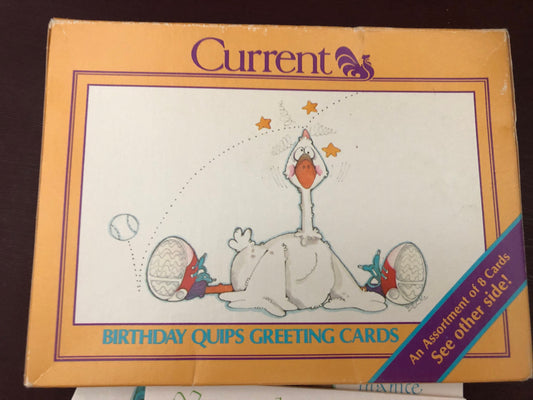 Current
BIRTHDAY QUIPS GREETING CARDS
An Assortment of 8 Cards
See other side!